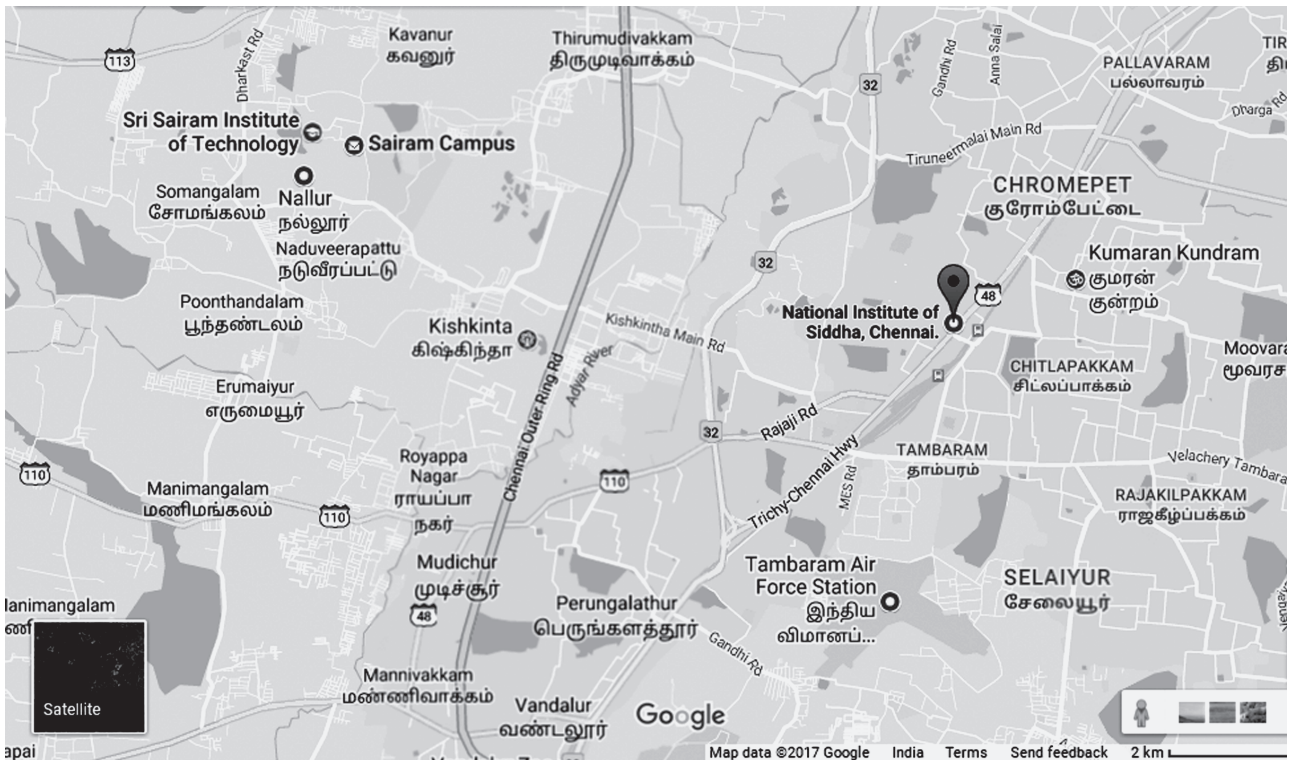 Kavanur
கவனூர்
Thirumudivakkam
திருமுடிவாக்கம்
113
Dharkast Rd
32
Gandhi Rd
Anna Salai
PALLAVARAM
பல்லாவரம்
TIR
Dharga Rd
Sri Sairam Institute
of Technology
Sairam Campus
Tiruneermalai Main Rd
Somangalam
சோமங்கலம்
Nallur
நல்லூர்
CHROMEPET
குரோம்பேட்டை
Naduveerapattu
நடுவீரப்பட்டு
32
Kumaran Kundram
குமரன்
குன்றம்
Poonthandalam
பூந்தண்டலம்
48
National Institute of
Siddha, Chennai.
Kishkinta
கிஷ்கிந்தா
Kishkintha Main Rd
Adyar River
Chennai Outer Ring Rd
CHITLAPAKKAM
சிட்லப்பாக்கம்
Moovara
மூவரச
Erumaiyur
எருமையூர்
32
Rajaji Rd
Trichy-Chennai Hwy
MES Rd
TAMBARAM
தாம்பரம்
Velachery Tambara
110
Royappa
Nagar
ராயப்பா
நகர்
110
Manimangalam
மணிமங்கலம்
110
RAJAKILPAKKAM
ராஜகீழ்ப்பக்கம்
Mudichur
முடிச்சூர்
48
Tambaram Air
Force Station
இந்திய
விமானப்...
SELAIYUR
சேலையூர்
Perungalathur
பெருங்களத்தூர்
Gandhi Rd
lanimangalam
Mannivakkam
மண்ணிவாக்கம்
Vandalur
வண்டலூர்
Satellite
Google
apai
Map data ©2017 Google India Terms Send feedback 2 km